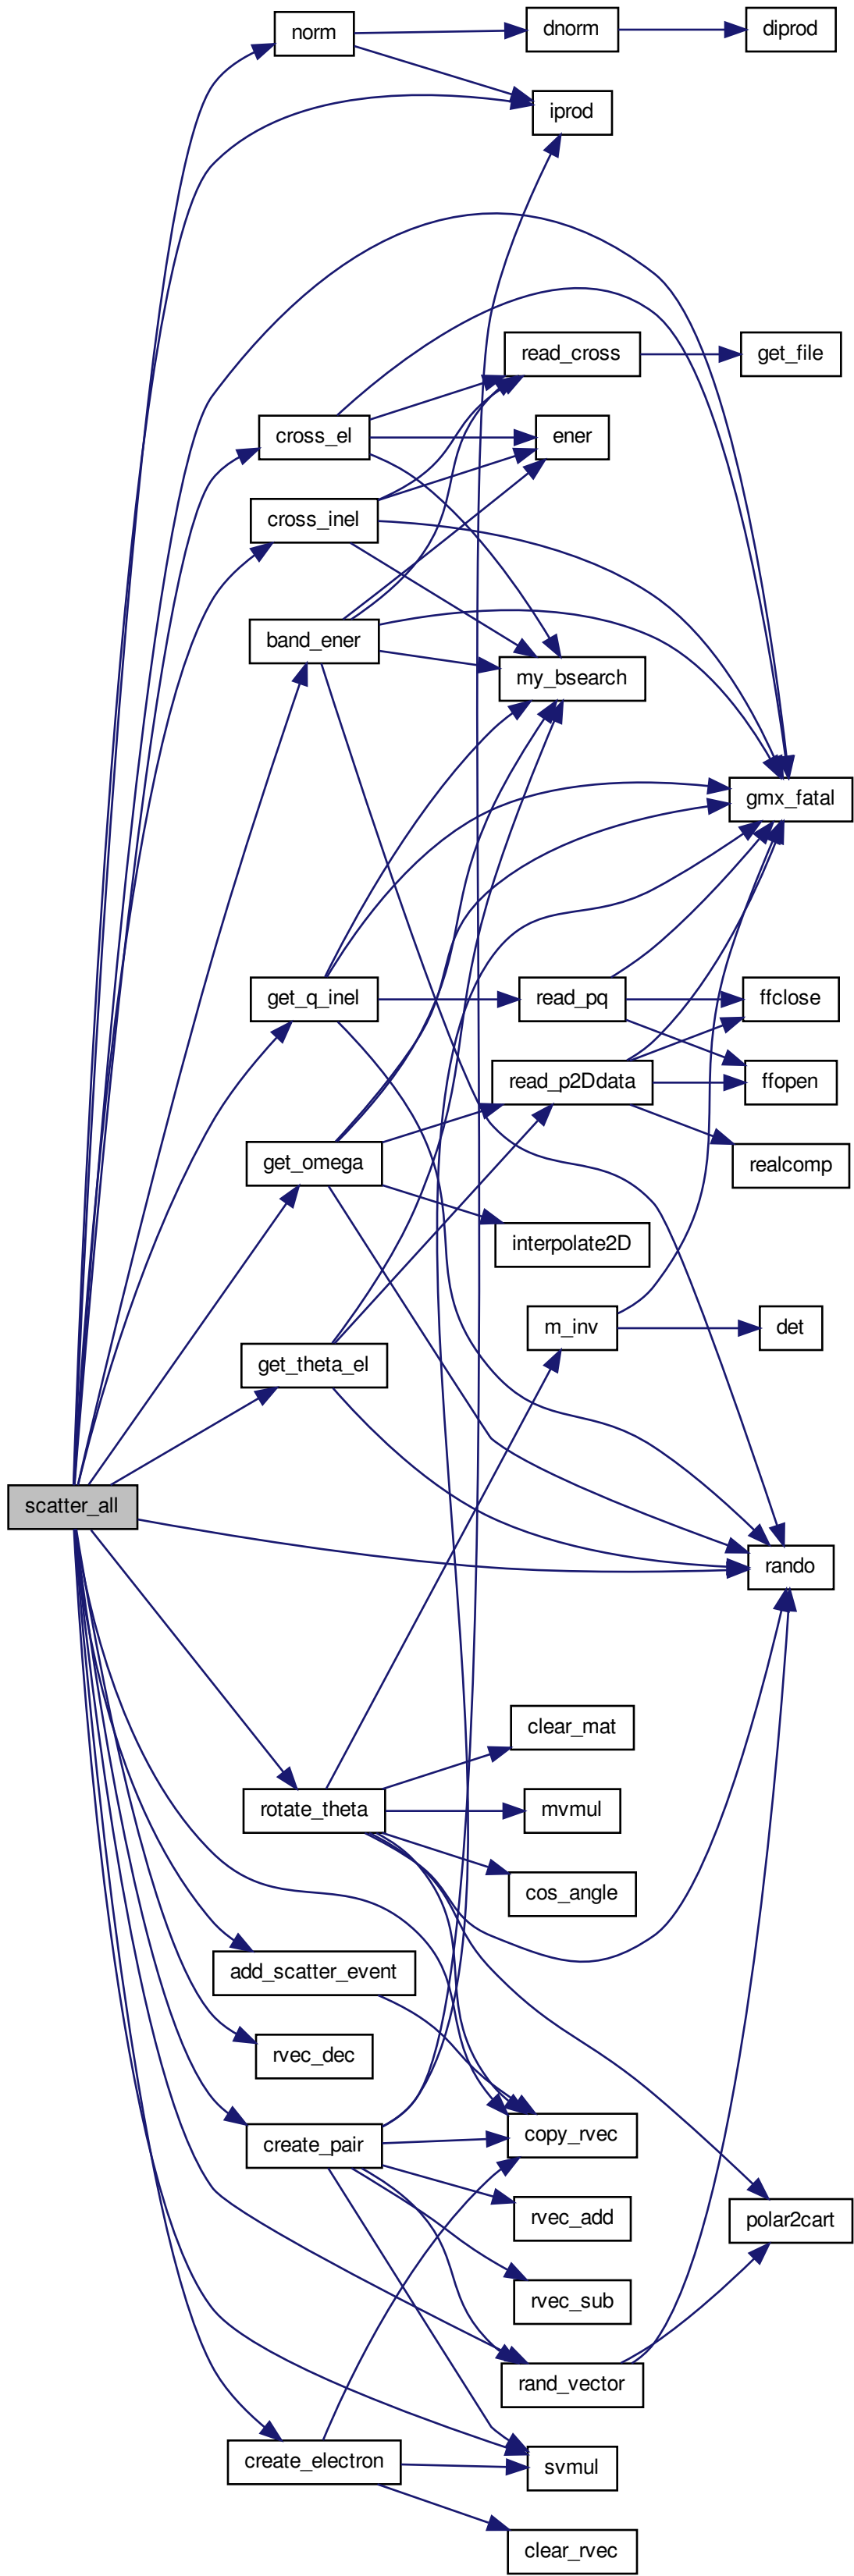 norm
dnorm
diprod
iprod
read_cross
get_file
cross_el
ener
cross_inel
band_ener
my_bsearch
gmx_fatal
get_q_inel
read_pq
ffclose
read_p2Ddata
ffopen
get_omega
realcomp
interpolate2D
m_inv
det
get_theta_el
scatter_all
rando
clear_mat
rotate_theta
mvmul
cos_angle
add_scatter_event
rvec_dec
create_pair
copy_rvec
rvec_add
polar2cart
rvec_sub
rand_vector
create_electron
svmul
clear_rvec